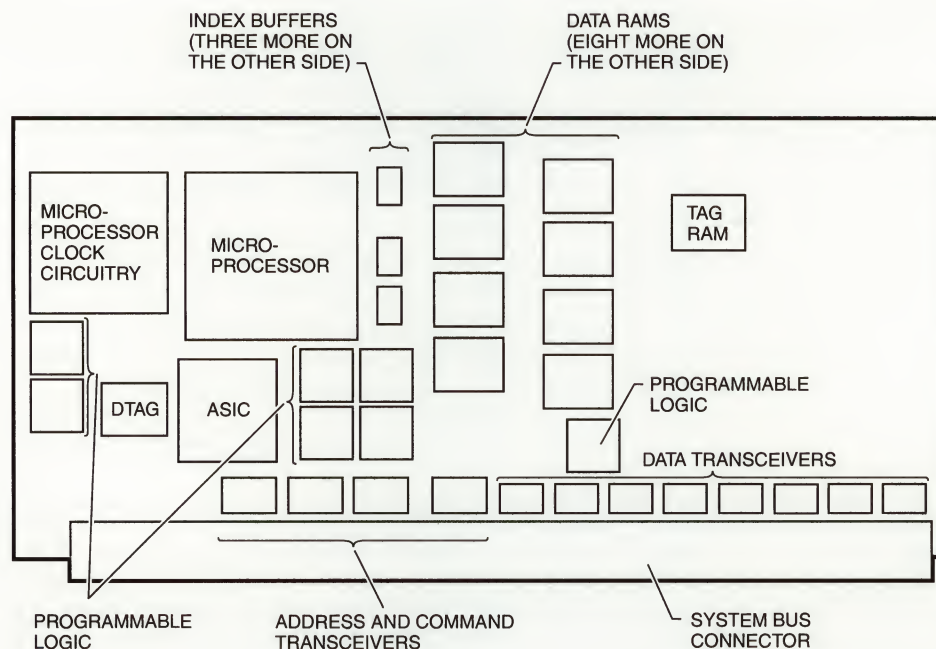 INDEX BUFFERS
(THREE MORE ON
THE OTHER SIDE)
DATA RAMS
(EIGHT MORE ON
THE OTHER SIDE)
MICRO-
PROCESSOR
CLOCK
CIRCUITRY
MICRO-
PROCESSOR
TAG
RAM
DTAG
ASIC
PROGRAMMABLE
LOGIC
DATA TRANSCEIVERS
PROGRAMMABLE
LOGIC
ADDRESS AND COMMAND
TRANSCEIVERS
SYSTEM BUS
CONNECTOR